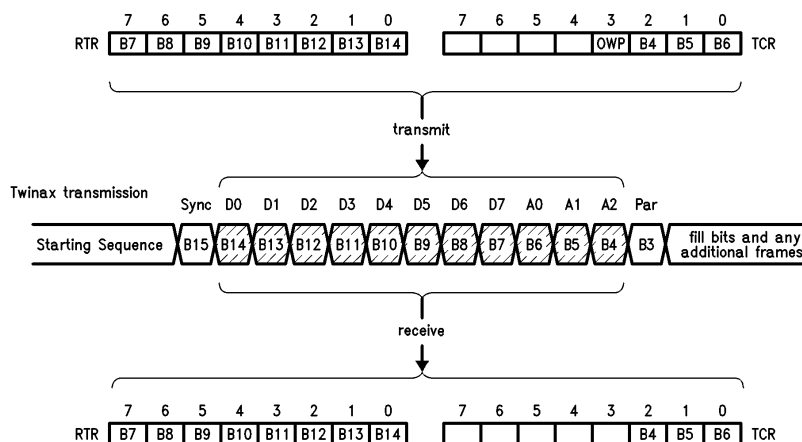 7 6 5 4 3 2 1 0 7 6 5 4 3 2 1 0
RTR B7 B8 B9 B10 B11 B12 B13 B14 OWP B4 B5 B6 TCR
transmit
Twinax transmission
Sync D0 D1 D2 D3 D4 D5 D6 D7 A0 A1 A2 Par
Starting Sequence B15 B14 B13 B12 B11 B10 B9 B8 B7 B6 B5 B4 B3 fill bits and any
additional frames
receive
7 6 5 4 3 2 1 0 7 6 5 4 3 2 1 0
RTR B7 B8 B9 B10 B11 B12 B13 B14 B4 B5 B6 TCR